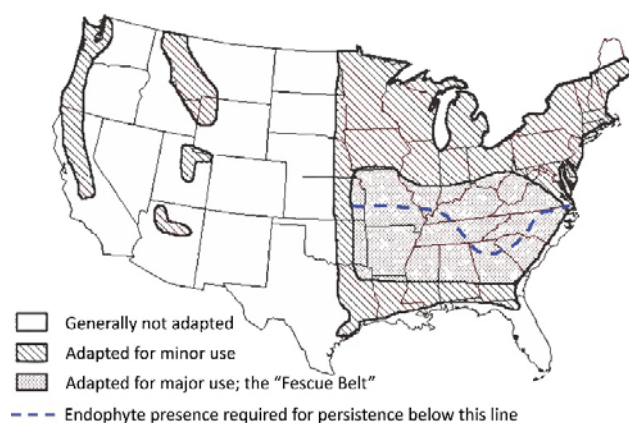 Generally not adapted
Adapted for minor use
Adapted for major use; the “Fescue Belt”
Endophyte presence required for persistence below this line